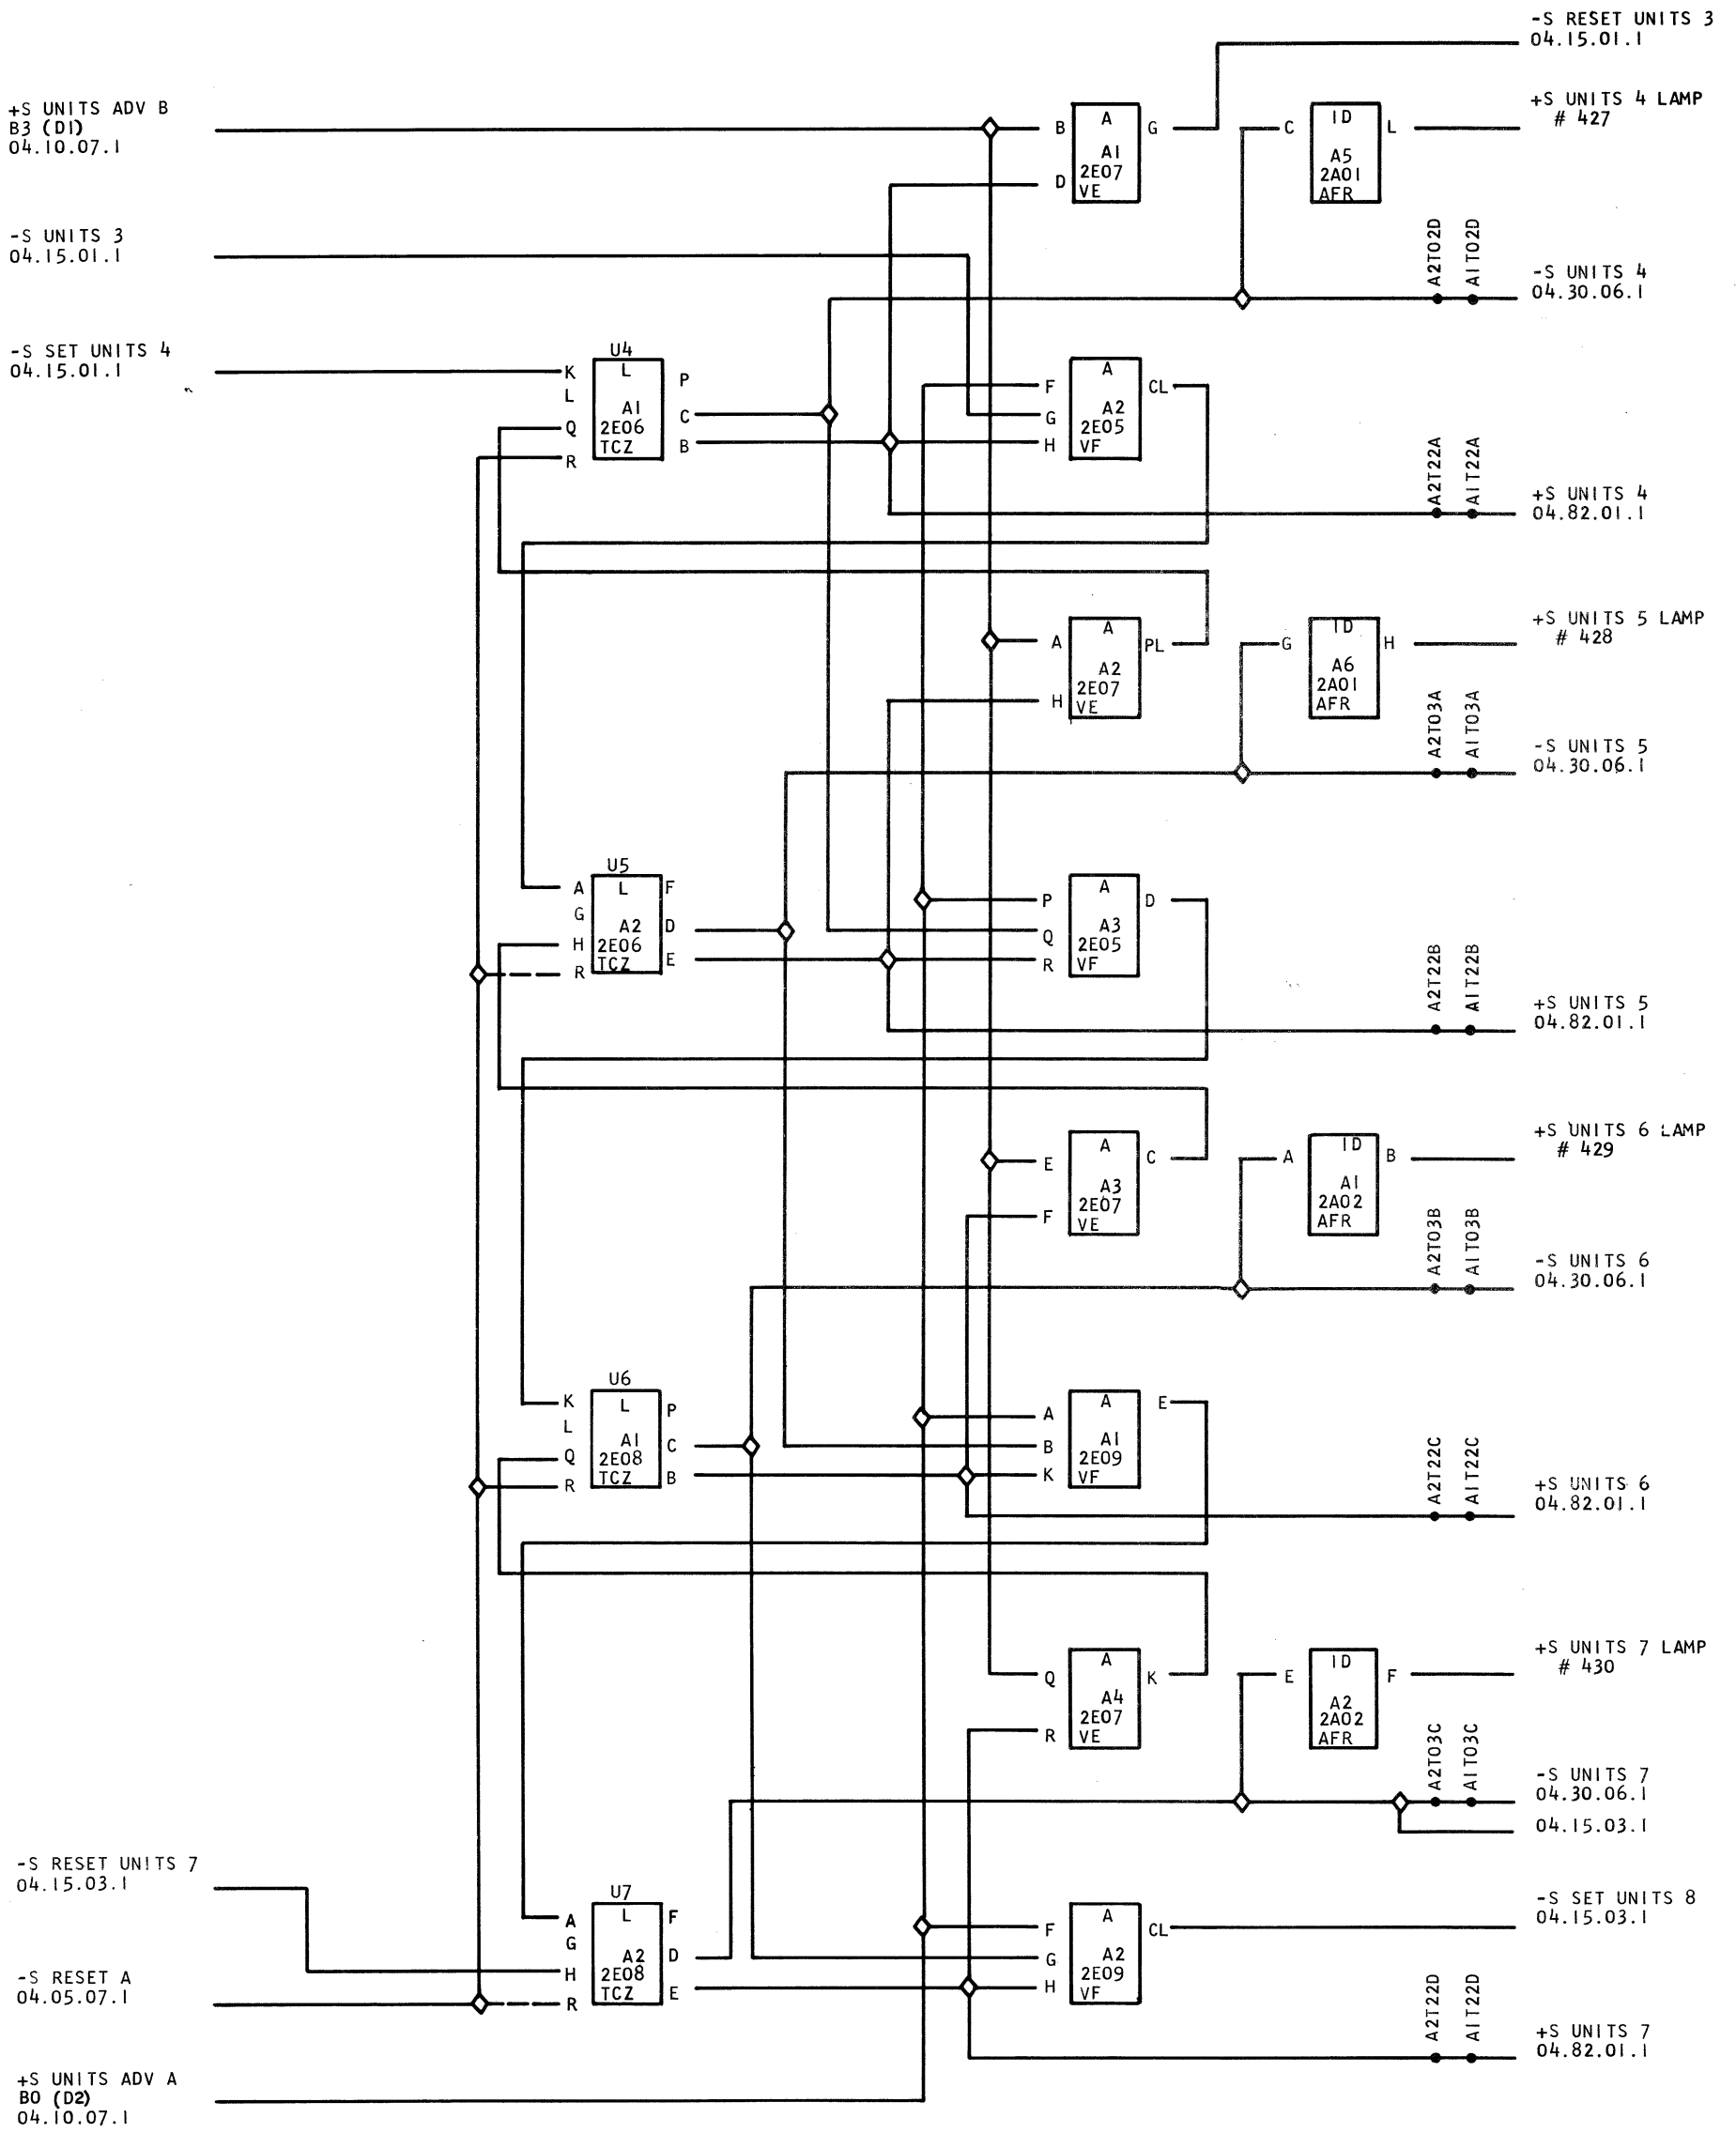 -S RESET UNITS 3
04.15.01.1
+S UNITS ADV B
B3 (D1)
04.10.07.1
B
D
A
A1
2E07
VE
G
C
ID
A5
2A01
AFR
L
+S UNITS 4 LAMP
# 427
-S UNITS 3
04.15.01.1
A2T02D
A1T02D
-S UNITS 4
04.30.06.1
-S SET UNITS 4
04.15.01.1
U4
K
L
Q
R
L
A1
2E06
TCZ
P
C
B
F
G
H
A
A2
2E05
VF
CL
A2T22A
A1T22A
+S UNITS 4
04.82.01.1
A
H
A
A2
2E07
VE
PL
G
ID
A6
2A01
AFR
H
+S UNITS 5 LAMP
# 428
A2T03A
A1T03A
-S UNITS 5
04.30.06.1
U5
A
G
H
R
L
A2
2E06
TCZ
F
D
E
P
Q
R
A
A3
2E05
VF
D
A2T22B
A1T22B
+S UNITS 5
04.82.01.1
E
F
A
A3
2E07
VE
C
A
ID
A1
2A02
AFR
B
+S UNITS 6 LAMP
# 429
A2T03B
A1T03B
-S UNITS 6
04.30.06.1
U6
K
L
Q
R
L
A1
2E08
TCZ
P
C
B
A
B
K
A
A1
2E09
VF
E
A2T22C
A1T22C
+S UNITS 6
04.82.01.1
Q
R
A
A4
2E07
VE
K
E
ID
A2
2A02
AFR
F
+S UNITS 7 LAMP
# 430
A2T03C
A1T03C
-S UNITS 7
04.30.06.1
04.15.03.1
-S RESET UNITS 7
04.15.03.1
-S RESET A
04.05.07.1
U7
A
G
H
R
L
A2
2E08
TCZ
F
D
E
F
G
H
A
A2
2E09
VF
CL
-S SET UNITS 8
04.15.03.1
A2T22D
A1T22D
+S UNITS 7
04.82.01.1
+S UNITS ADV A
B0 (D2)
04.10.07.1